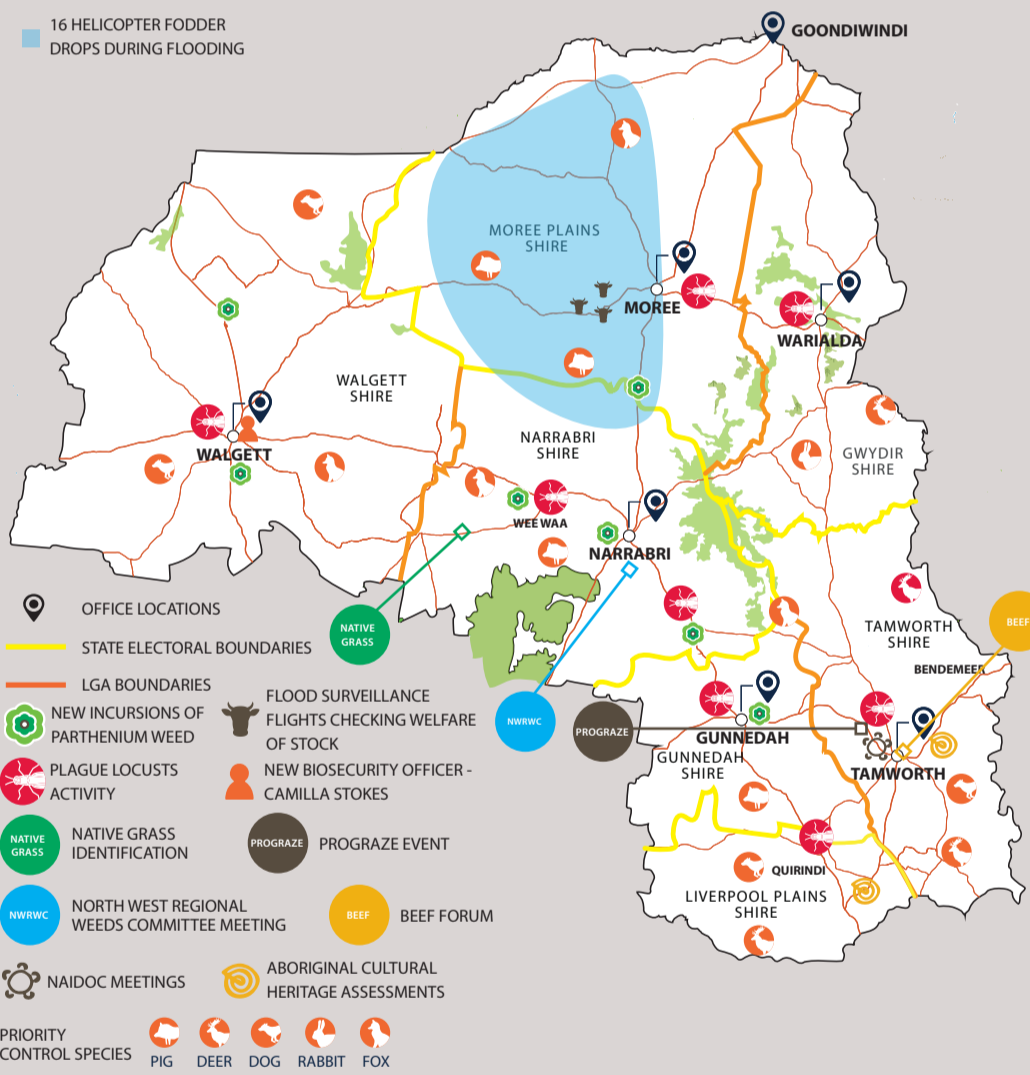 16 HELICOPTER FODDER
DROPS DURING FLOODING
GOONDIWINDI
MOREE PLAINS
SHIRE
MOREE
WARIALDA
WALGETT
SHIRE
NARRABRI
SHIRE
GWYDIR
SHIRE
WALGETT
WEE WAA
NARRABRI
NATIVE
GRASS
TAMWORTH
SHIRE
BEEF
BENDEMEER
NWRWC
PROGRAZE
GUNNEDAH
GUNNEDAH
SHIRE
TAMWORTH
QUIRINDI
LIVERPOOL PLAINS
SHIRE
OFFICE LOCATIONS
STATE ELECTORAL BOUNDARIES
LGA BOUNDARIES
NEW INCURSIONS OF
PARTHENIUM WEED
FLOOD SURVEILLANCE
FLIGHTS CHECKING WELFARE
OF STOCK
PLAGUE LOCUSTS
ACTIVITY
NEW BIOSECURITY OFFICER -
CAMILLA STOKES
NATIVE
GRASS
NATIVE GRASS
IDENTIFICATION
PROGRAZE
PROGRAZE EVENT
NWRWC
NORTH WEST REGIONAL
WEEDS COMMITTEE MEETING
BEEF
BEEF FORUM
NAIDOC MEETINGS
ABORIGINAL CULTURAL
HERITAGE ASSESSMENTS
PRIORITY
CONTROL SPECIES
PIG
DEER
DOG
RABBIT
FOX